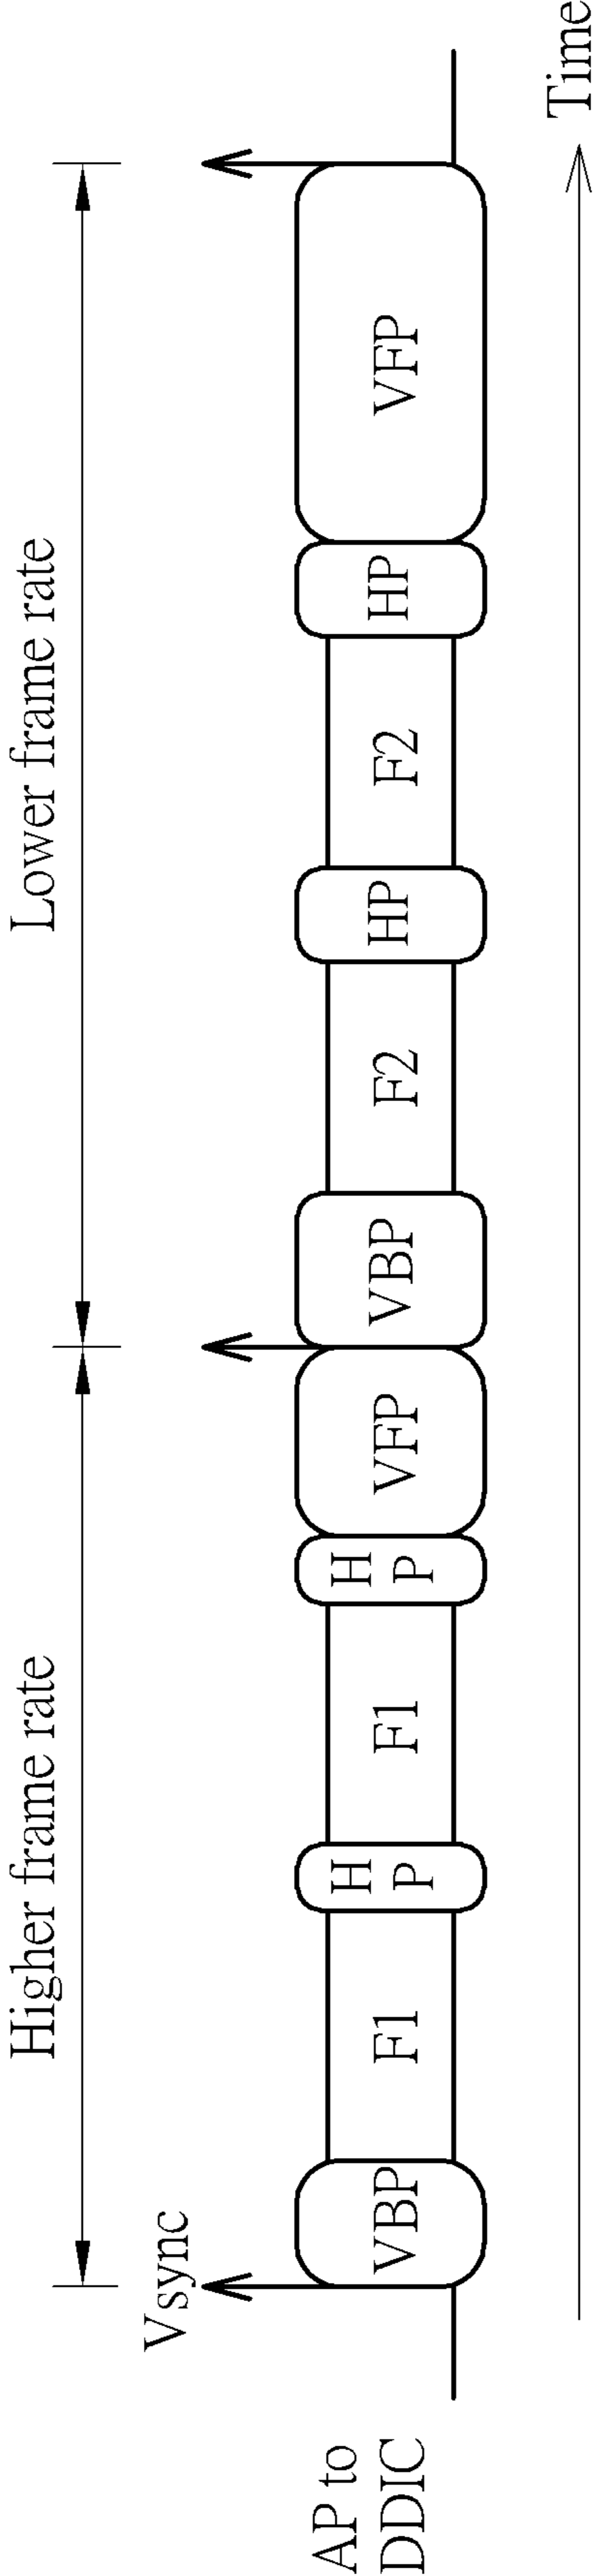 Higher frame rate
Lower frame rate
Vsync
AP to
DDIC
VBP
F1
H
P
F1
H
P
VFP
VBP
F2
HP
F2
HP
VFP
Time